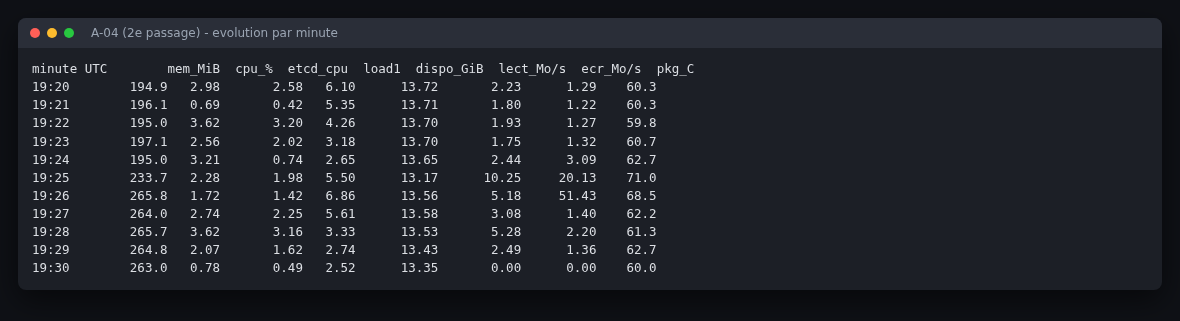 A-04 (2e passage) - evolution par minute
minute UTC mem_MiB cpu_% etcd_cpu load1 dispo_GiB lect_Mo/s ecr_Mo/s pkg_C
19:20 194.9 2.98 2.58 6.10 13.72 2.23 1.29 60.3
19:21 196.1 0.69 0.42 5.35 13.71 1.80 1.22 60.3
19:22 195.0 3.62 3.20 4.26 13.70 1.93 1.27 59.8
19:23 197.1 2.56 2.02 3.18 13.70 1.75 1.32 60.7
19:24 195.0 3.21 0.74 2.65 13.65 2.44 3.09 62.7
19:25 233.7 2.28 1.98 5.50 13.17 10.25 20.13 71.0
19:26 265.8 1.72 1.42 6.86 13.56 5.18 51.43 68.5
19:27 264.0 2.74 2.25 5.61 13.58 3.08 1.40 62.2
19:28 265.7 3.62 3.16 3.33 13.53 5.28 2.20 61.3
19:29 264.8 2.07 1.62 2.74 13.43 2.49 1.36 62.7
19:30 263.0 0.78 0.49 2.52 13.35 0.00 0.00 60.0